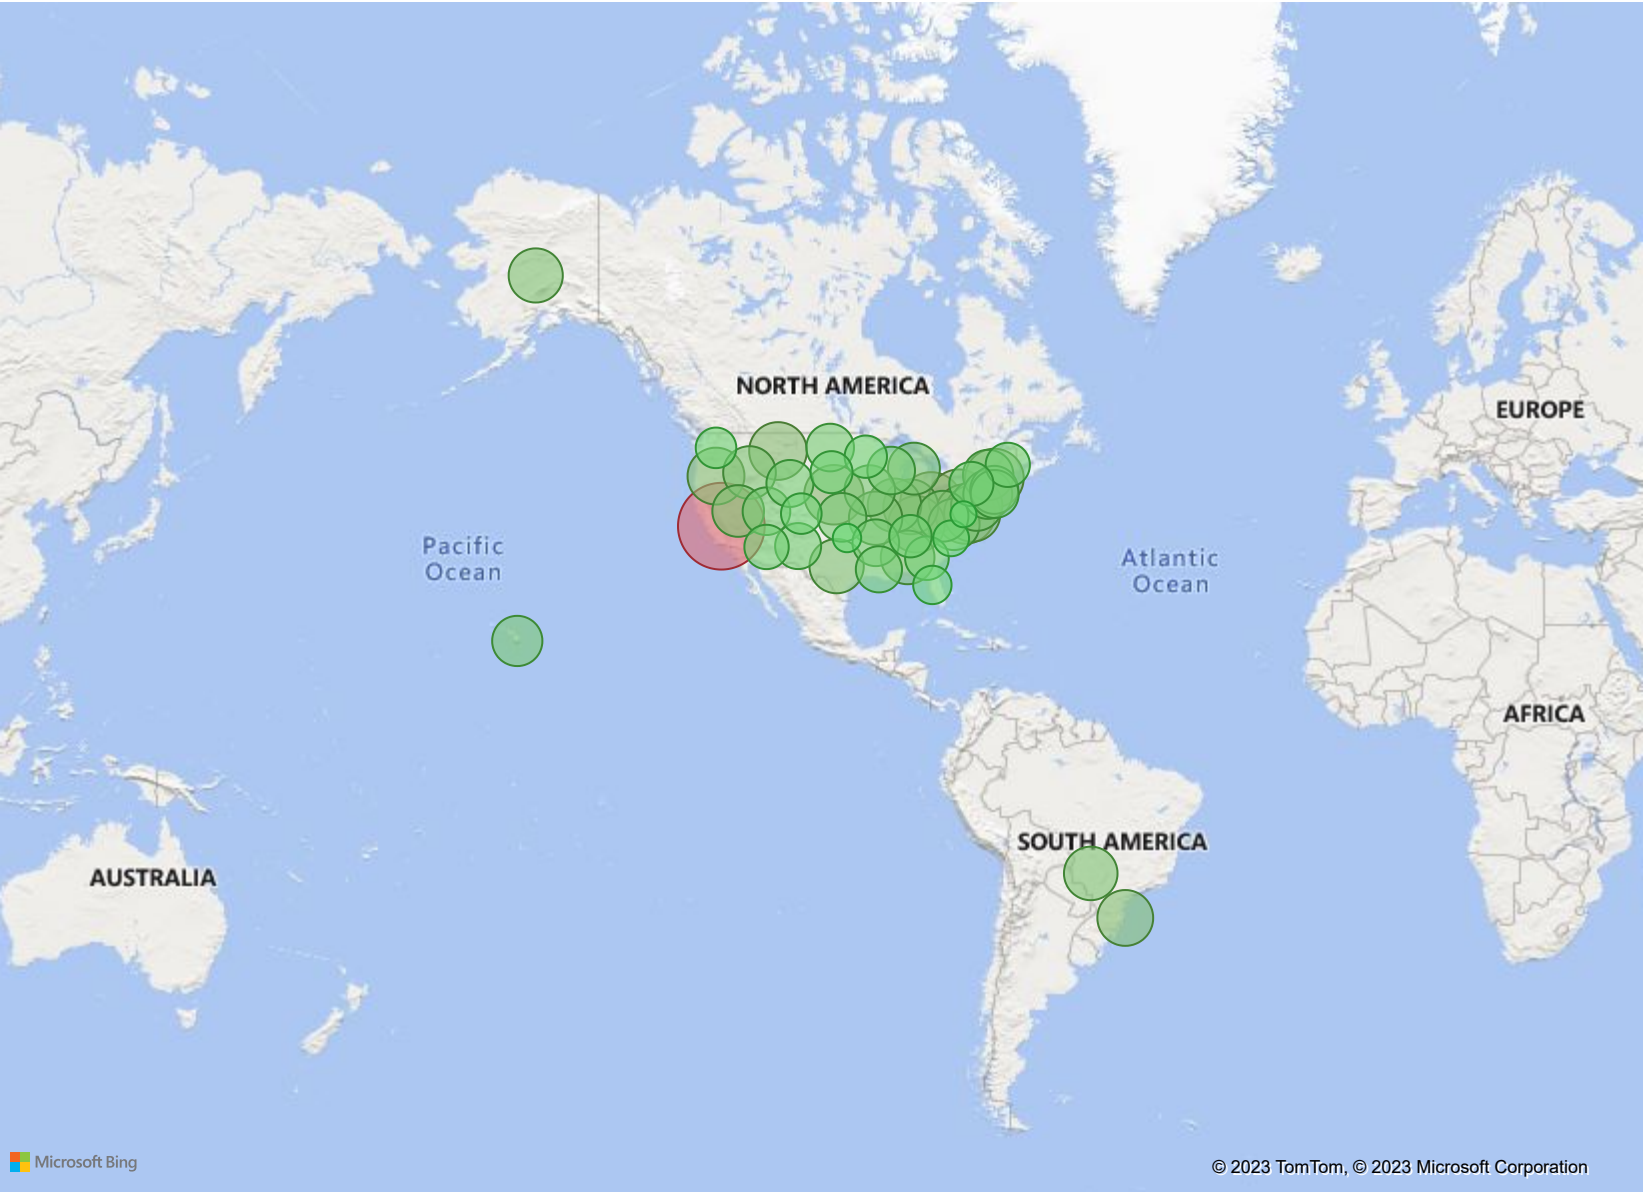 NORTH AMERICA
EUROPE
Pacific
Ocean
Atlantic
Ocean
AFRICA
SOUTH AMERICA
AUSTRALIA
Microsoft Bing
© 2023 TomTom, © 2023 Microsoft Corporation